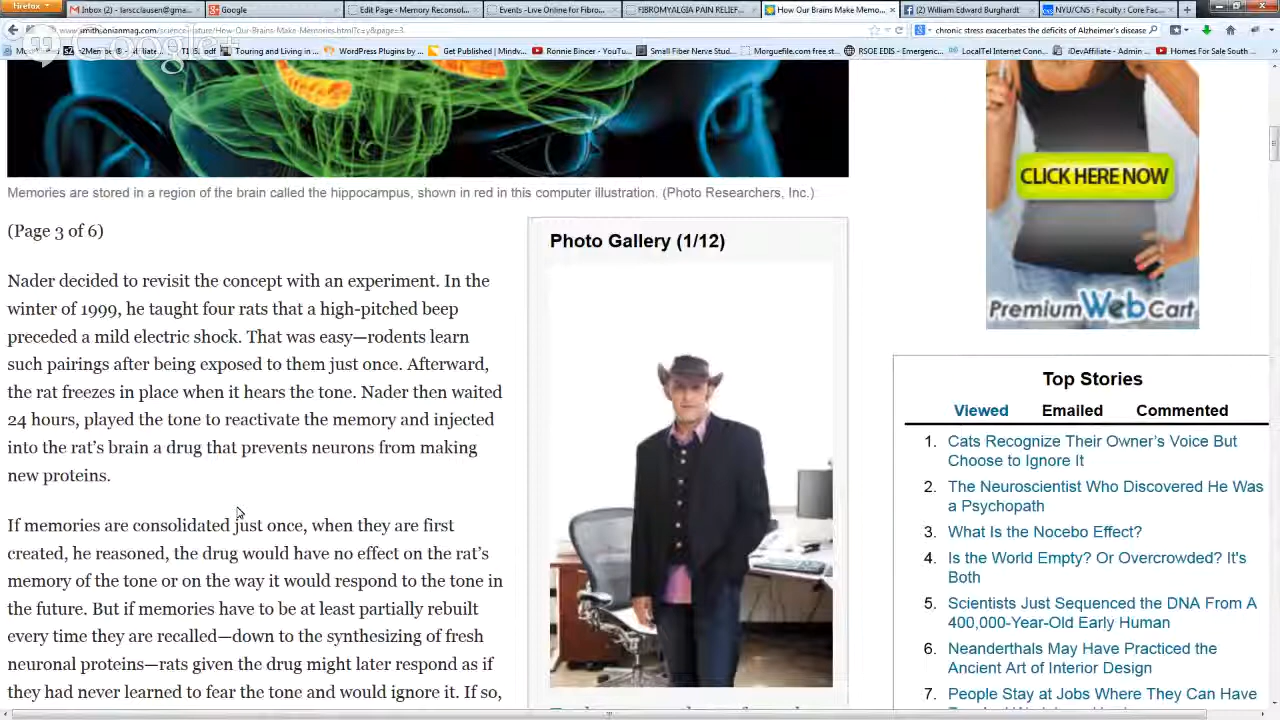 Firefox
Inbox (2) - larscclausen@gma...
Google
Edit Page ‹ Memory Reconsol...
Events -Live Online for Fibro...
FIBROMYALGIA PAIN RELIEF...
How Our Brains Make Memo...
(3) William Edward Burghardt
NYU/CNS : Faculty : Core Fac...
chronic stress exacerbates the deficits of Alzheimer's disease
Touring and Living in ...
WordPress Plugins
Get Published | Mindv...
Ronnie Bincer - YouT...
Small Fiber Neurve Stud...
Morguefile.com free st...
BGOE EDIS - Emergenc...
LocalTel Internet Conn...
iDevAffiliate - Manag...
Homes For Sale South ...
Google+
Memories are stored in a region of the brain called the hippocampus, shown in red in this computer illustration. (Photo Researchers, Inc.)
(Page 3 of 6)
Nader decided to revisit the concept with an experiment. In the
winter of 1999, he taught four rats that a high-pitched beep
preceded a mild electric shock. That was easy—rodents learn
such pairings after being exposed to them just once. Afterward,
the rat freezes in place when it hears the tone. Nader then waited
24 hours, played the tone to reactivate the memory and injected
into the rat's brain a drug that prevents neurons from making
new proteins.
If memories are consolidated just once, when they are first
created, he reasoned, the drug would have no effect on the rat's
memory of the tone or on the way it would respond to the tone in
the future. But if memories have to be at least partially rebuilt
every time they are recalled—down to the synthesizing of fresh
neuronal proteins—rats given the drug might later respond as if
they had never learned to fear the tone and would ignore it. If so,
Photo Gallery (1/12)
CLICK HERE NOW
PremiumWebCart
Top Stories
Viewed
Emailed
Commented
1. Cats Recognize Their Owner's Voice But
Choose to Ignore It
2. The Neuroscientist Who Discovered He Was
a Psychopath
3. What Is the Nocebo Effect?
4. Is the World Empty? Or Overcrowded? It's
Both
5. Scientists Just Sequenced the DNA From A
400,000-Year-Old Early Human
6. Neanderthals May Have Practiced the
Ancient Art of Interior Design
7. People Stay at Jobs Where They Can Have